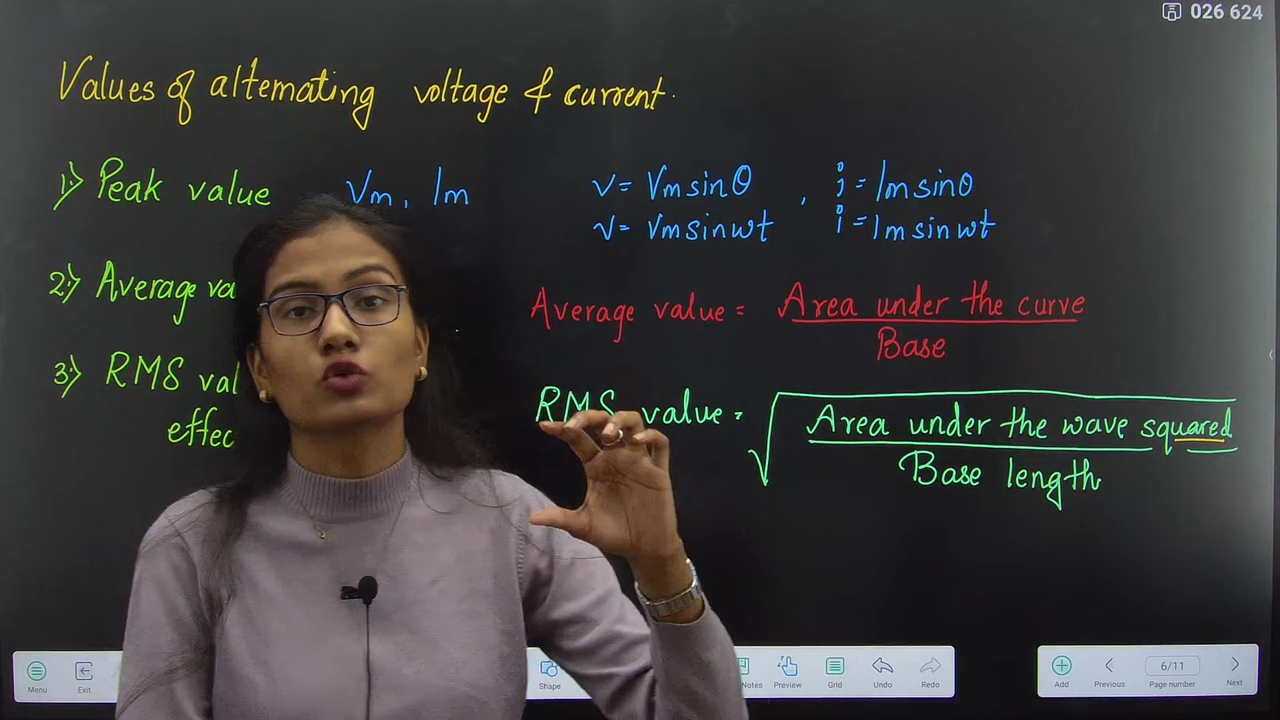 026 624
Values of alternating voltage & current.
1:> Peak value Vm, Im
v = Vm sinθ , i = Im sinθ
v = Vm sinwt i = Im sinwt
2:> Average va
Average value = Area under the curve
Base
3:> RMS val
effec
RMS value = √ Area under the wave squared
Base length
Menu Exit Shape Notes Preview Grid Undo Redo
Add Previous 6/11 Page number Next